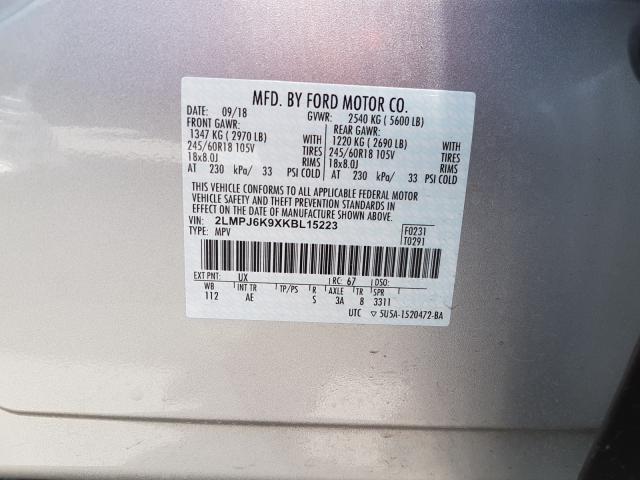 MFD. BY FORD MOTOR CO.
DATE: 09/18 GVWR: 2540 KG ( 5600 LB)
FRONT GAWR: REAR GAWR:
1347 KG ( 2970 LB) WITH 1220 KG ( 2690 LB) WITH
245/60R18 105V TIRES 245/60R18 105V TIRES
18x8.0J RIMS 18x8.0J RIMS
AT 230 kPa/ 33 PSI COLD AT 230 kPa/ 33 PSI COLD
THIS VEHICLE CONFORMS TO ALL APPLICABLE FEDERAL MOTOR
VEHICLE SAFETY AND THEFT PREVENTION STANDARDS IN
EFFECT ON THE DATE OF MANUFACTURE SHOWN ABOVE.
VIN: 2LMPJ6K9XKBL15223 F0231
TYPE: MPV T0291
EXT PNT: UX RC: 67 DSO:
WB INT TR TP/PS R AXLE TR SPR
112 AE S 3A 8 3311
UTC ▽ 5U5A-1520472-BA